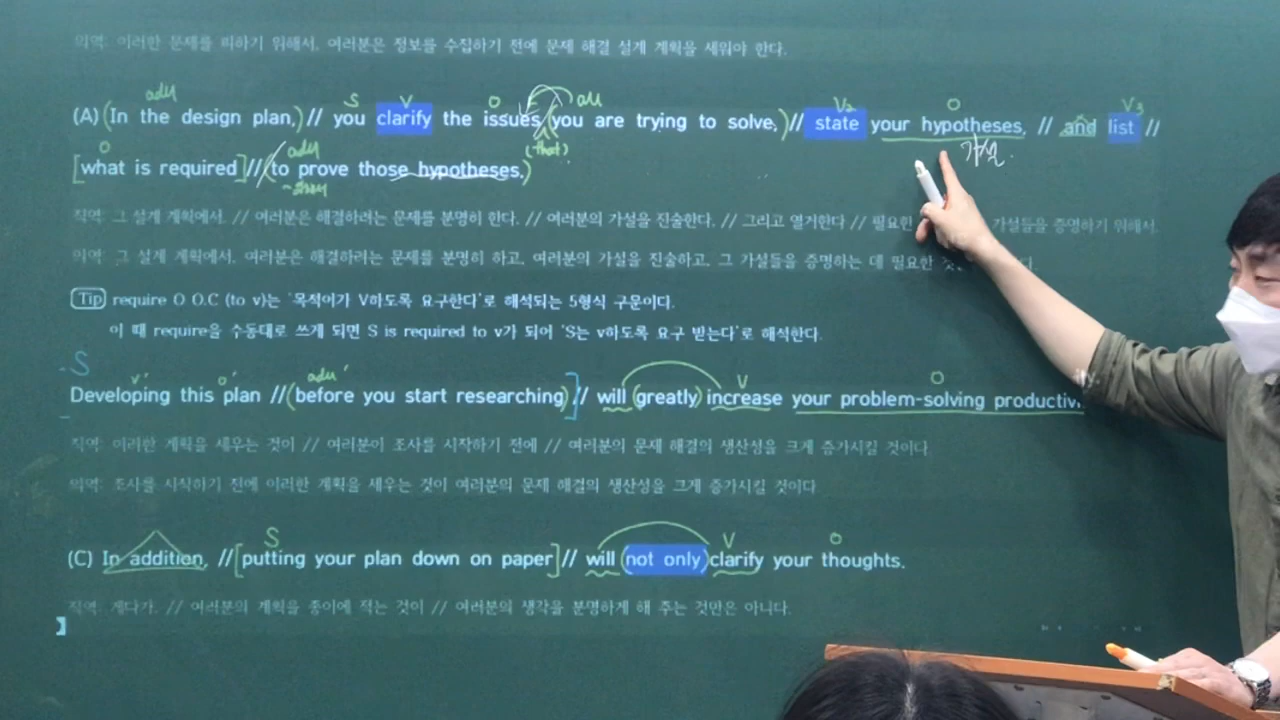 의역: 이러한 문제를 피하기 위해서, 여러분은 정보를 수집하기 전에 문제 해결 설계 계획을 세워야 한다.
adv S V O adv V2 O V3
(A) (In the design plan,) // you clarify the issues (you are trying to solve,) // state your hypotheses, // and list //
(that) 가설.
O adv
[what is required] // (to prove those hypotheses.)
직역: 그 설계 계획에서, // 여러분은 해결하려는 문제를 분명히 한다. // 여러분의 가설을 진술한다. // 그리고 열거한다 // 필요한 가설들을 증명하기 위해서.
의역: 그 설계 계획에서, 여러분은 해결하려는 문제를 분명히 하고, 여러분의 가설을 진술하고, 그 가설들을 증명하는 데 필요한
Tip require O O.C (to v)는 '목적어가 V하도록 요구한다'로 해석되는 5형식 구문이다.
이 때 require을 수동태로 쓰게 되면 S is required to v가 되어 'S는 v하도록 요구 받는다'로 해석한다.
S
v' o' adv' V O
Developing this plan // (before you start researching)] // will (greatly) increase your problem-solving productiv
직역: 이러한 계획을 세우는 것이 // 여러분이 조사를 시작하기 전에 // 여러분의 문제 해결의 생산성을 크게 증가시킬 것이다
의역: 조사를 시작하기 전에 이러한 계획을 세우는 것이 여러분의 문제 해결의 생산성을 크게 증가시킬 것이다
S V O
(C) In addition, // [putting your plan down on paper] // will (not only) clarify your thoughts.
직역: 게다가, // 여러분의 계획을 종이에 적는 것이 // 여러분의 생각을 분명하게 해 주는 것만은 아니다.